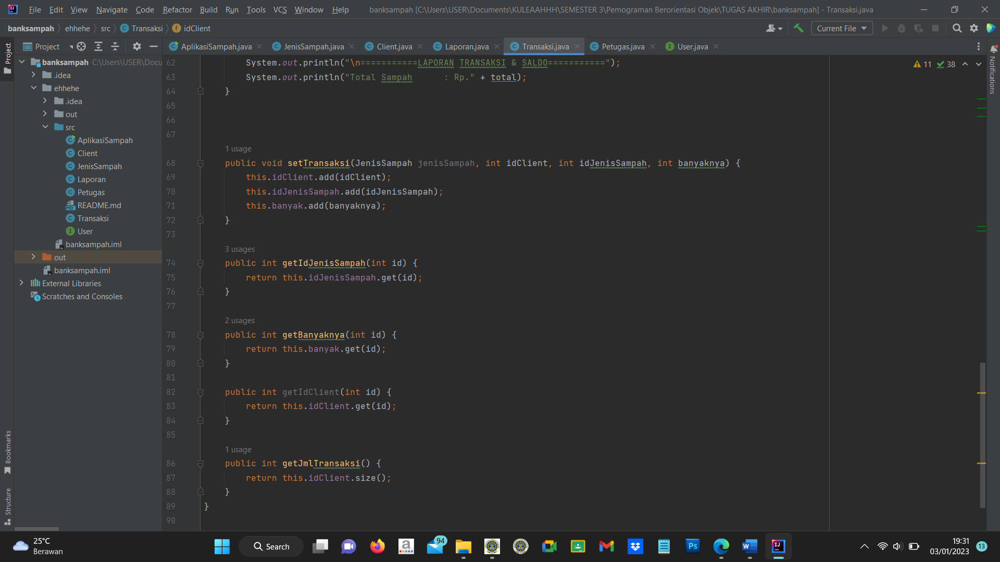 File Edit View Navigate Code Refactor Build Run Tools VCS Window Help banksampah [C:\Users\USER\Documents\KULEAAHHH\SEMESTER 3\Pemograman Berorientasi Objek\TUGAS AKHIR\banksampah] - Transaksi.java
banksampah ehhehe src Transaksi idClient Current File
Project AplikasiSampah.java JenisSampah.java Client.java Laporan.java Transaksi.java Petugas.java User.java
Project
Notifications
Bookmarks
Structure
banksampah C:\Users\USER\Docu
.idea
ehhehe
.idea
out
src
AplikasiSampah
Client
JenisSampah
Laporan
Petugas
README.md
Transaksi
User
banksampah.iml
out
banksampah.iml
External Libraries
Scratches and Consoles
11 38
62 System.out.println("\n===========LAPORAN TRANSAKSI & SALDO===========");
63 System.out.println("Total Sampah      : Rp." + total);
64 }
65
66
67
1 usage
68 public void setTransaksi(JenisSampah jenisSampah, int idClient, int idJenisSampah, int banyaknya) {
69 this.idClient.add(idClient);
70 this.idJenisSampah.add(idJenisSampah);
71 this.banyak.add(banyaknya);
72 }
73
3 usages
74 public int getIdJenisSampah(int id) {
75 return this.idJenisSampah.get(id);
76 }
77
2 usages
78 public int getBanyaknya(int id) {
79 return this.banyak.get(id);
80 }
81
82 public int getIdClient(int id) {
83 return this.idClient.get(id);
84 }
85
1 usage
86 public int getJmlTransaksi() {
87 return this.idClient.size();
88 }
89 }
90
25°C
Berawan
Search
94
19:31
03/01/2023
13